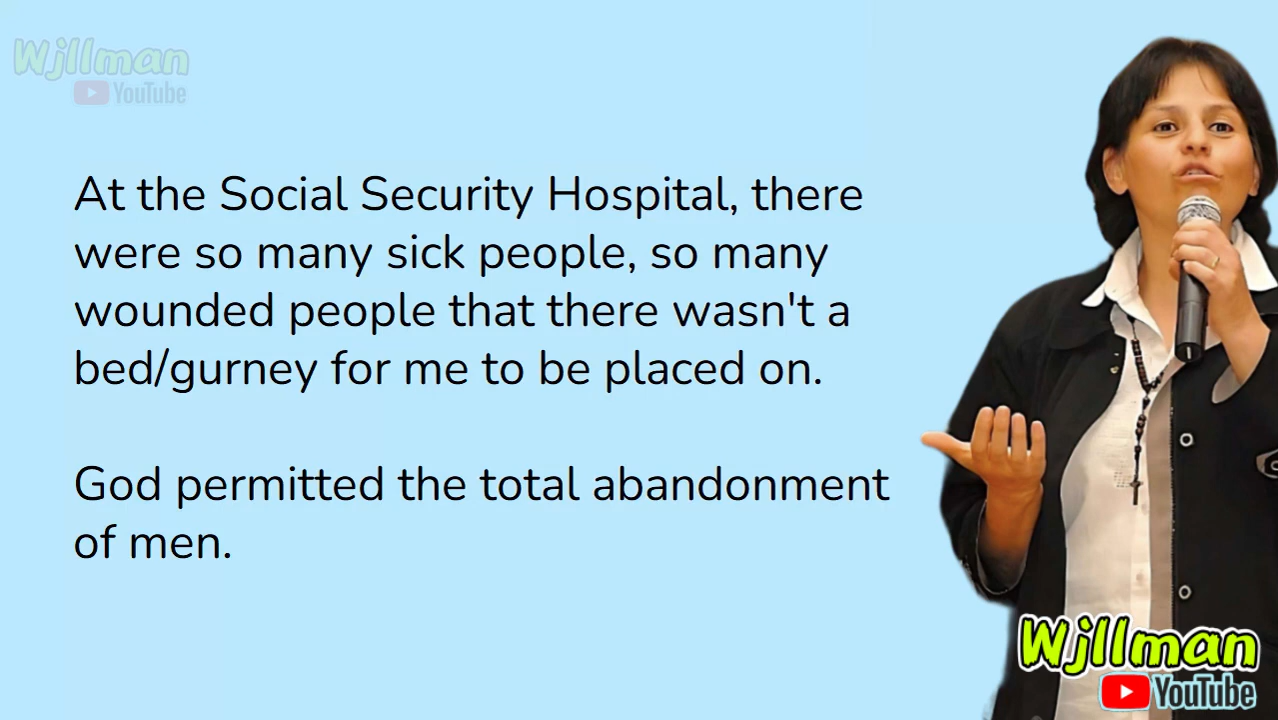 Wjllman
YouTube
At the Social Security Hospital, there
were so many sick people, so many
wounded people that there wasn't a
bed/gurney for me to be placed on.
God permitted the total abandonment
of men.
Wjllman
YouTube